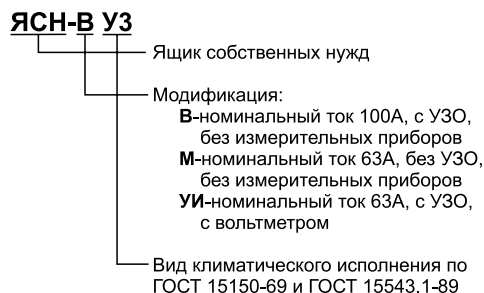 ЯСН-В У3
Ящик собственных нужд
Модификация:
В-номинальный ток 100А, с УЗО,
без измерительных приборов
М-номинальный ток 63А, без УЗО,
без измерительных приборов
УИ-номинальный ток 63А, с УЗО,
с вольтметром
Вид климатического исполнения по
ГОСТ 15150-69 и ГОСТ 15543.1-89